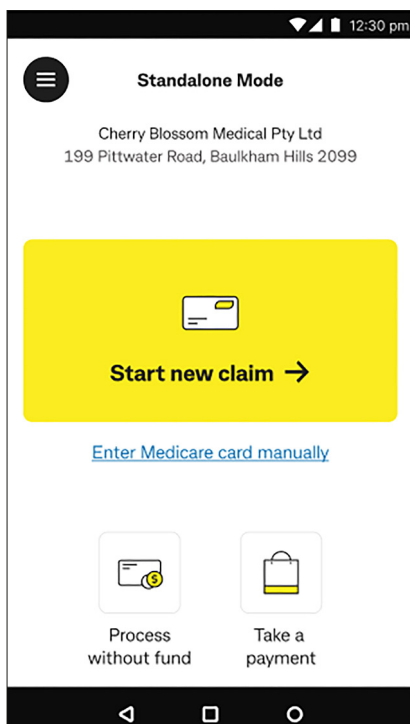 12:30 pm
Standalone Mode
Cherry Blossom Medical Pty Ltd
199 Pittwater Road, Baulkham Hills 2099
Start new claim →
Enter Medicare card manually
$
Process
without fund
Take a
payment